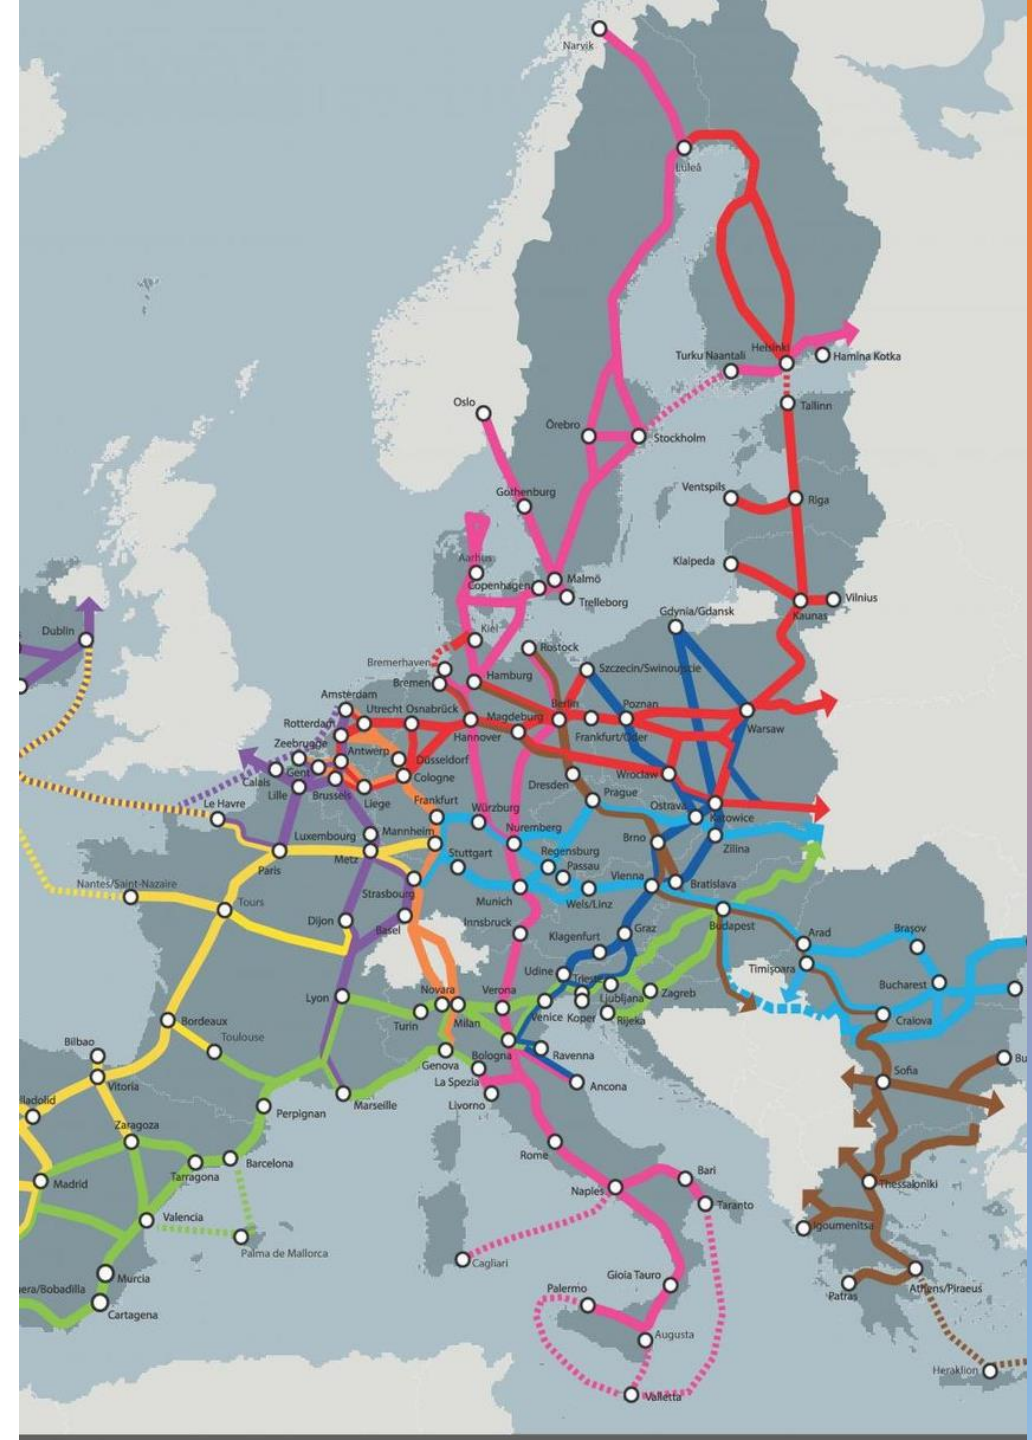 Narvik
Luleå
Helsinki
Turku Naantali
Hamina Kotka
Oslo
Tallinn
Örebro
Stockholm
Ventspils
Riga
Gothenburg
Aarhus
Klaipeda
Copenhagen
Malmö
Trelleborg
Vilnius
Kaunas
Gdynia/Gdansk
Dublin
Kiel
Rostock
Bremerhaven
Bremen
Hamburg
Szczecin/Swinoujscie
Amsterdam
Utrecht
Osnabrück
Berlin
Poznan
Rotterdam
Magdeburg
Hannover
Frankfurt/Oder
Warsaw
Zeebrugge
Antwerp
Düsseldorf
Gent
Cologne
Calais
Lille
Brussels
Liege
Dresden
Wrocław
Le Havre
Frankfurt
Würzburg
Prague
Ostrava
Katowice
Luxembourg
Mannheim
Nuremberg
Brno
Zilina
Metz
Stuttgart
Regensburg
Passau
Paris
Nantes/Saint-Nazaire
Strasbourg
Vienna
Bratislava
Munich
Wels/Linz
Tours
Dijon
Basel
Innsbruck
Klagenfurt
Graz
Budapest
Arad
Braşov
Udine
Trieste
Timişoara
Lyon
Novara
Verona
Ljubljana
Zagreb
Bucharest
Turin
Milan
Venice
Koper
Rijeka
Craiova
Bordeaux
Toulouse
Bilbao
Genova
Bologna
Ravenna
Sofia
Bu
Vitoria
La Spezia
Ancona
lladolid
Livorno
Marseille
Perpignan
Zaragoza
Rome
Barcelona
Tarragona
Madrid
Bari
Thessaloniki
Naples
Taranto
Valencia
Igoumenitsa
Palma de Mallorca
Cagliari
Murcia
era/Bobadilla
Gioia Tauro
Athens/Piraeus
Palermo
Patras
Cartagena
Augusta
Heraklion
Valletta